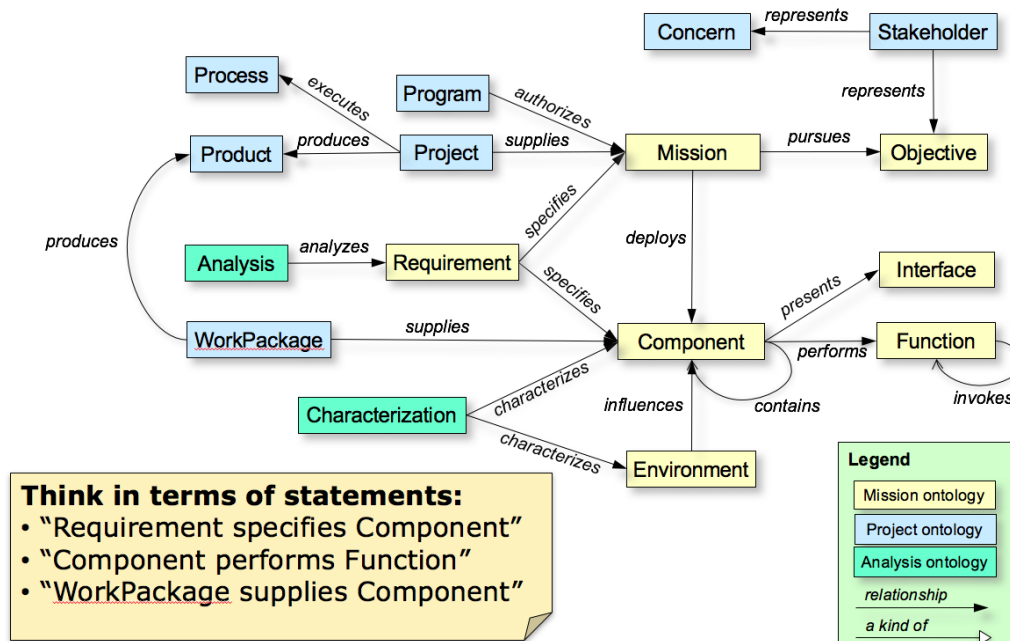 represents
Concern
Stakeholder
Process
executes
Program
authorizes
represents
Product
produces
Project
supplies
Mission
pursues
Objective
produces
specifies
deploys
Analysis
analyzes
Requirement
specifies
Interface
presents
WorkPackage
supplies
Component
performs
Function
characterizes
influences
contains
invokes
Characterization
characterizes
Environment
Think in terms of statements:
• “Requirement specifies Component”
• “Component performs Function”
• “WorkPackage supplies Component”
Legend
Mission ontology
Project ontology
Analysis ontology
relationship
a kind of